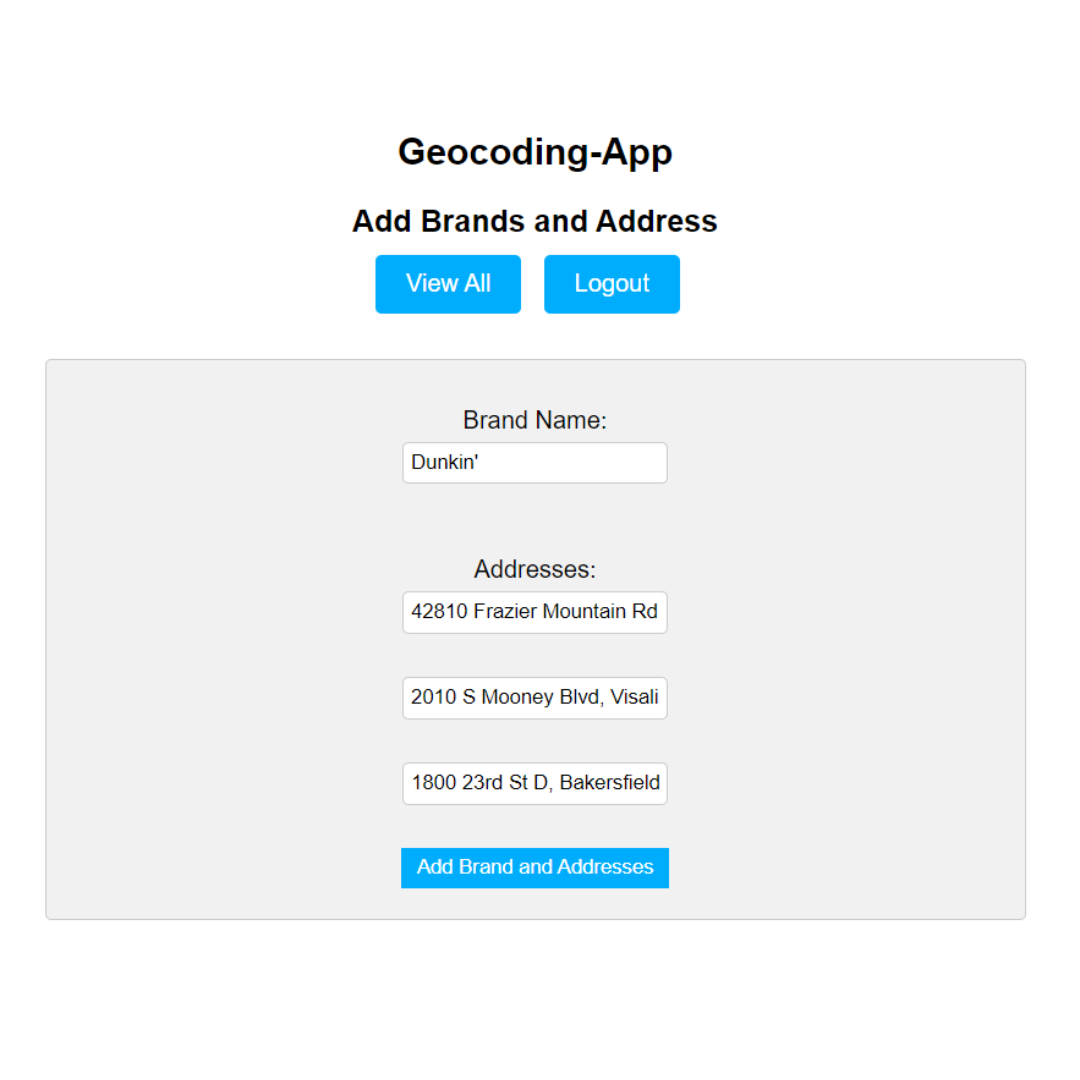 Geocoding-App
Add Brands and Address
View All
Logout
Brand Name:
Dunkin'
Addresses:
42810 Frazier Mountain Rd
2010 S Mooney Blvd, Visali
1800 23rd St D, Bakersfield
Add Brand and Addresses